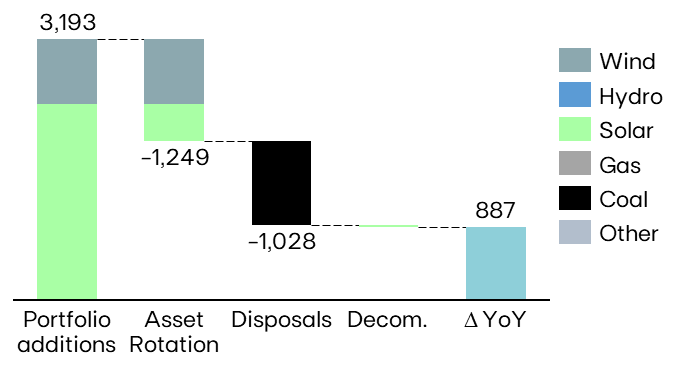 3,193
-1,249
-1,028
887
Portfolio
additions
Asset
Rotation
Disposals
Decom.
Δ YoY
Wind
Hydro
Solar
Gas
Coal
Other